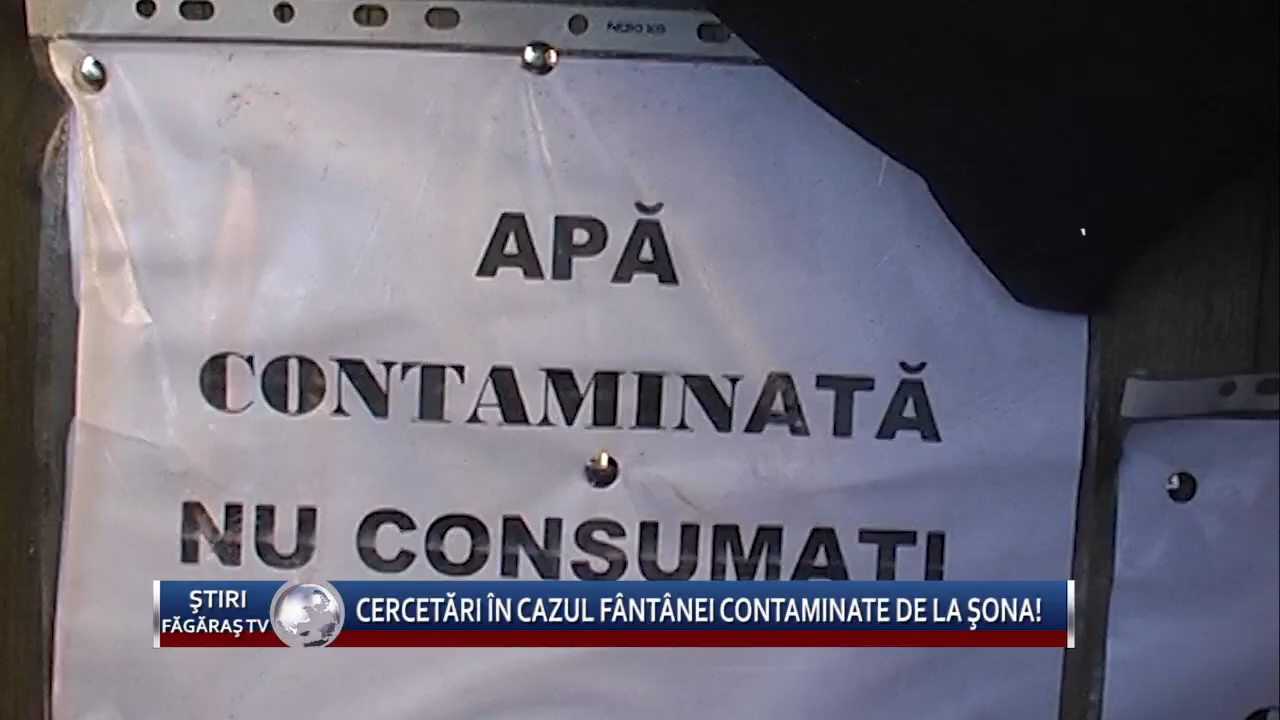 APĂ
CONTAMINATĂ
NU CONSUMATI
ŞTIRI
FĂGĂRAŞ TV
CERCETĂRI ÎN CAZUL FÂNTÂNEI CONTAMINATE DE LA ŞONA!